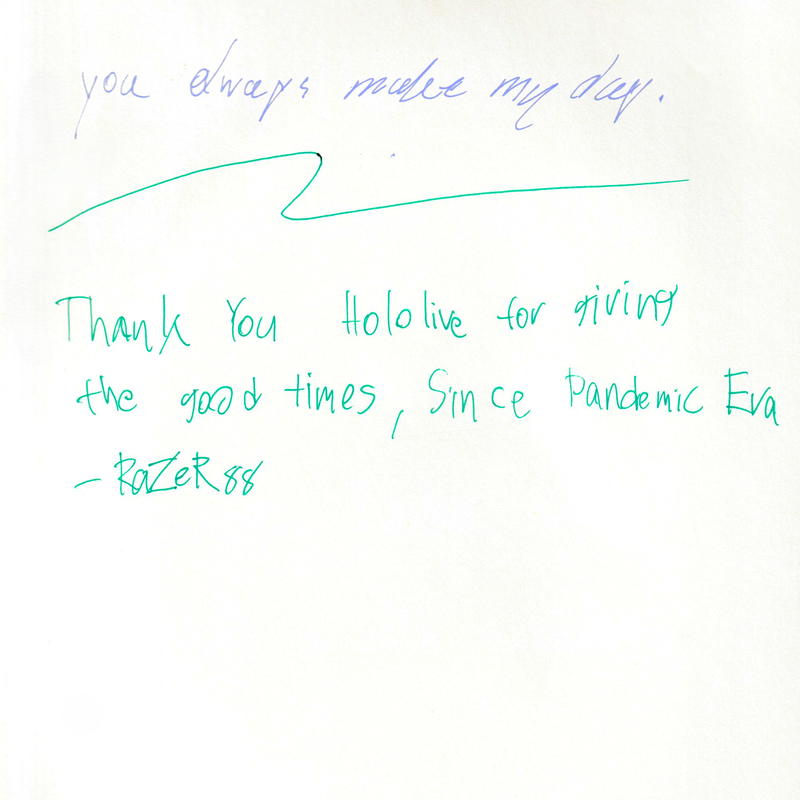 you always make my day.
Thank You Hololive for giving
the good times, Since Pandemic Era
- RaZeR88